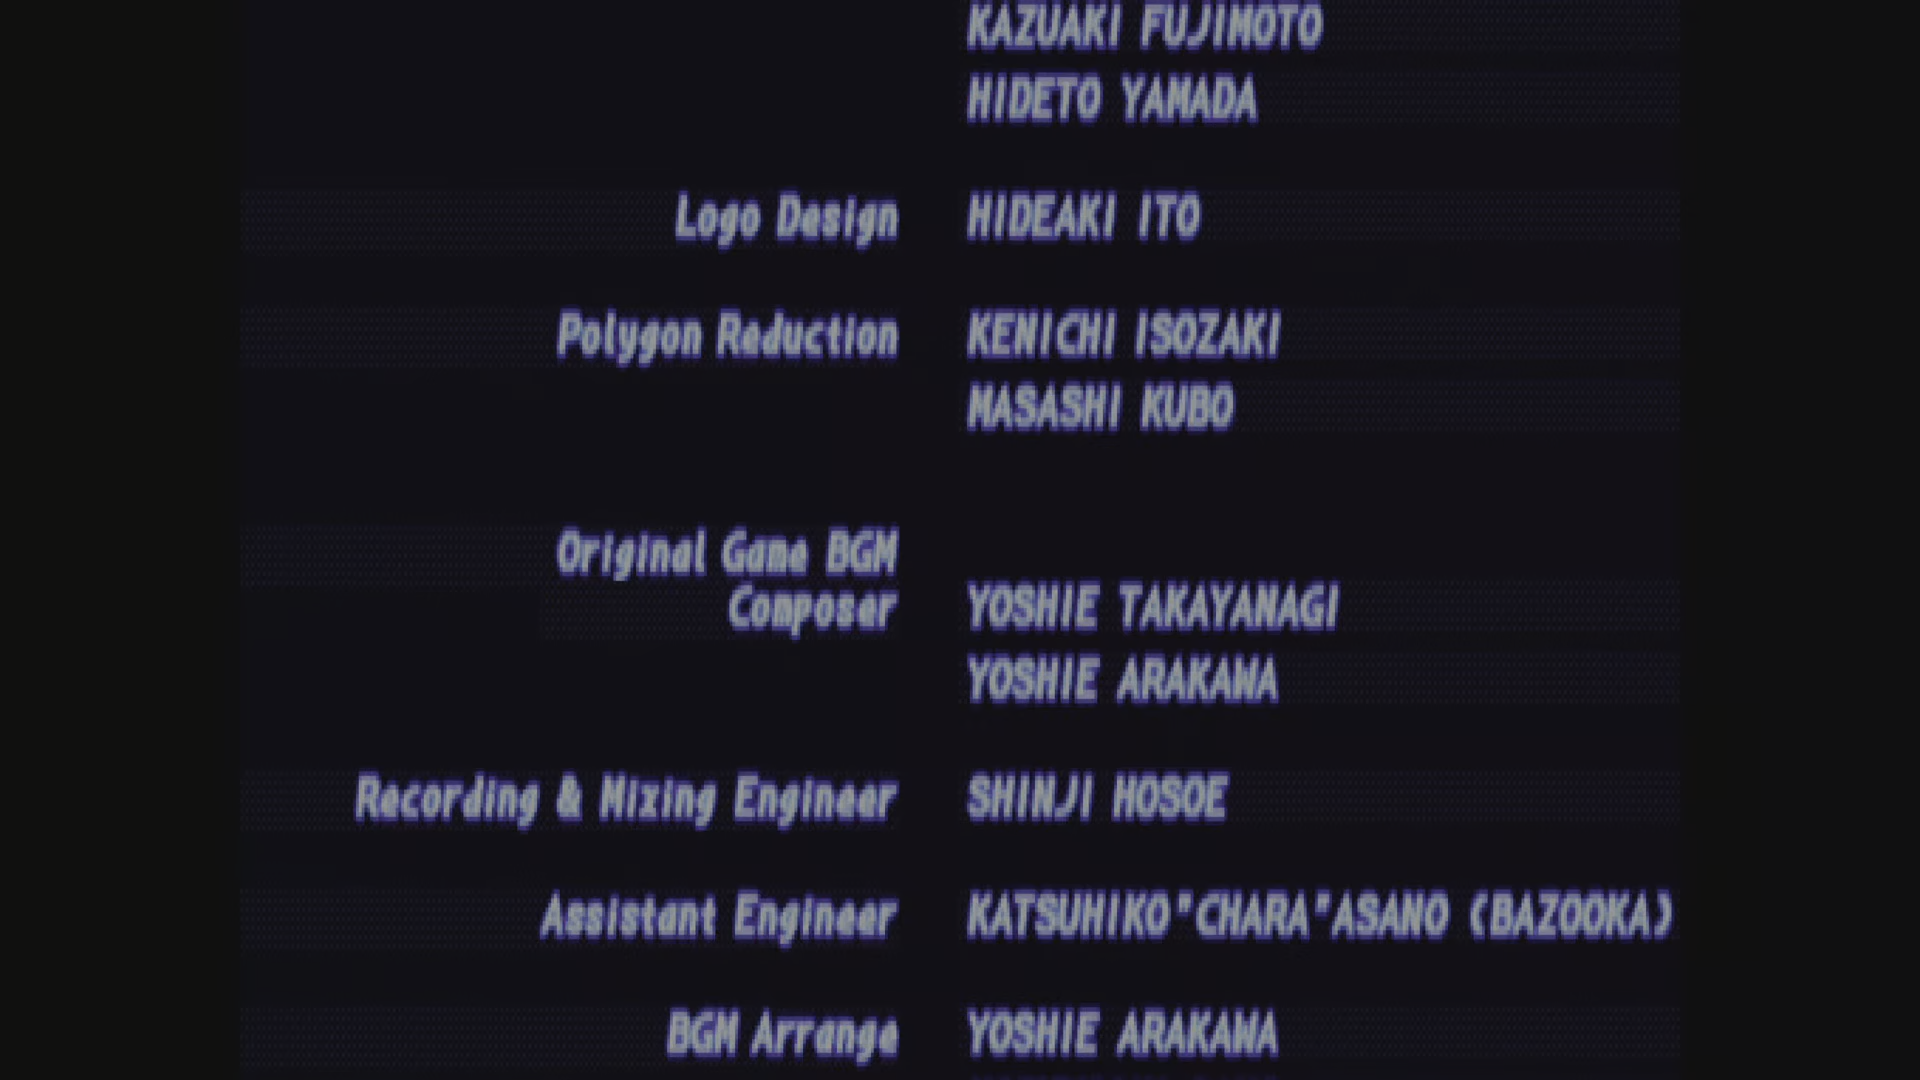 KAZUAKI FUJIMOTO
HIDETO YAMADA
Logo Design HIDEAKI ITO
Polygon Reduction KENICHI ISOZAKI
MASASHI KUBO
Original Game BGM
Composer YOSHIE TAKAYANAGI
YOSHIE ARAKAWA
Recording & Mixing Engineer SHINJI HOSOE
Assistant Engineer KATSUHIKO"CHARA"ASANO (BAZOOKA)
BGM Arrange YOSHIE ARAKAWA